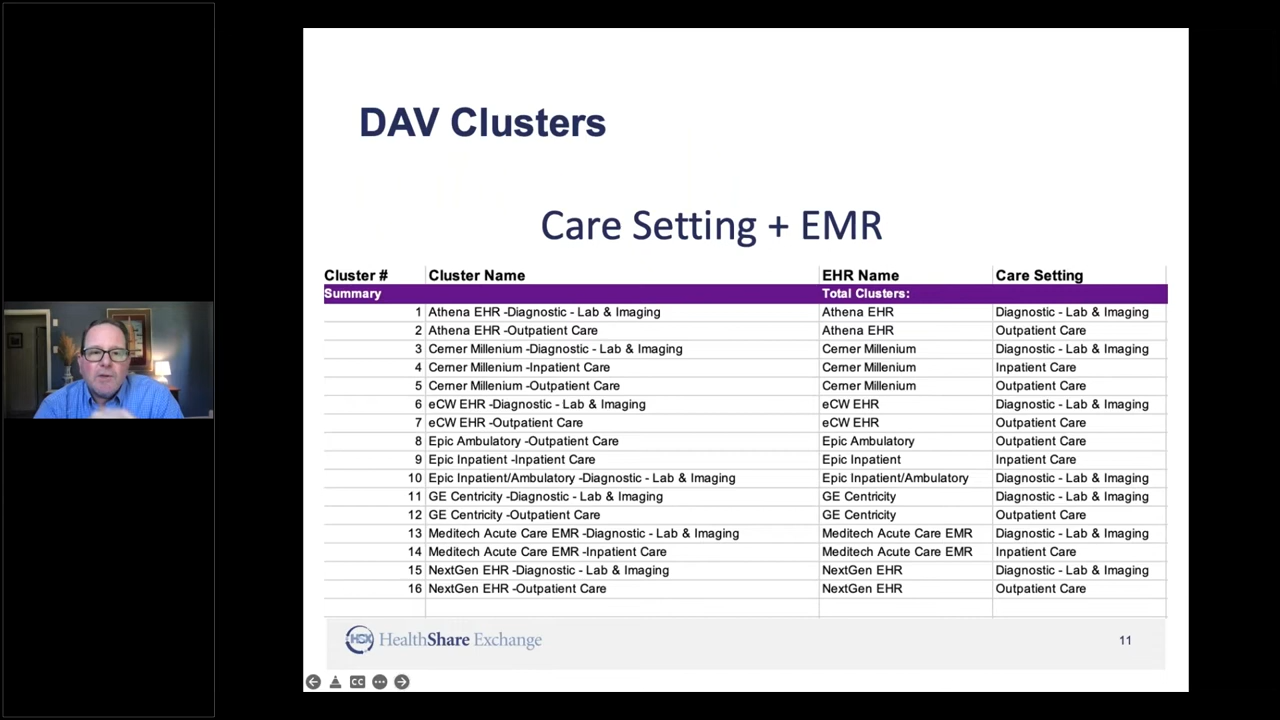 DAV Clusters
Care Setting + EMR
Cluster # Cluster Name EHR Name Care Setting
Summary Total Clusters:
1 Athena EHR -Diagnostic - Lab & Imaging Athena EHR Diagnostic - Lab & Imaging
2 Athena EHR -Outpatient Care Athena EHR Outpatient Care
3 Cerner Millenium -Diagnostic - Lab & Imaging Cerner Millenium Diagnostic - Lab & Imaging
4 Cerner Millenium -Inpatient Care Cerner Millenium Inpatient Care
5 Cerner Millenium -Outpatient Care Cerner Millenium Outpatient Care
6 eCW EHR -Diagnostic - Lab & Imaging eCW EHR Diagnostic - Lab & Imaging
7 eCW EHR -Outpatient Care eCW EHR Outpatient Care
8 Epic Ambulatory -Outpatient Care Epic Ambulatory Outpatient Care
9 Epic Inpatient -Inpatient Care Epic Inpatient Inpatient Care
10 Epic Inpatient/Ambulatory -Diagnostic - Lab & Imaging Epic Inpatient/Ambulatory Diagnostic - Lab & Imaging
11 GE Centricity -Diagnostic - Lab & Imaging GE Centricity Diagnostic - Lab & Imaging
12 GE Centricity -Outpatient Care GE Centricity Outpatient Care
13 Meditech Acute Care EMR -Diagnostic - Lab & Imaging Meditech Acute Care EMR Diagnostic - Lab & Imaging
14 Meditech Acute Care EMR -Inpatient Care Meditech Acute Care EMR Inpatient Care
15 NextGen EHR -Diagnostic - Lab & Imaging NextGen EHR Diagnostic - Lab & Imaging
16 NextGen EHR -Outpatient Care NextGen EHR Outpatient Care
HSX HealthShare Exchange 11
CC